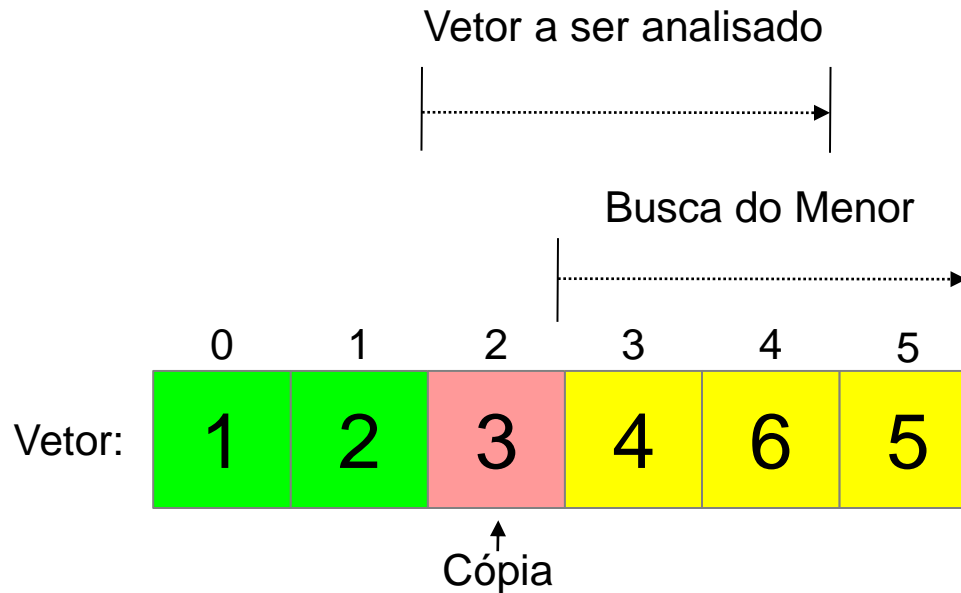 Vetor a ser analisado
Busca do Menor
0 1 2 3 4 5
Vetor: 1 2 3 4 6 5
Cópia